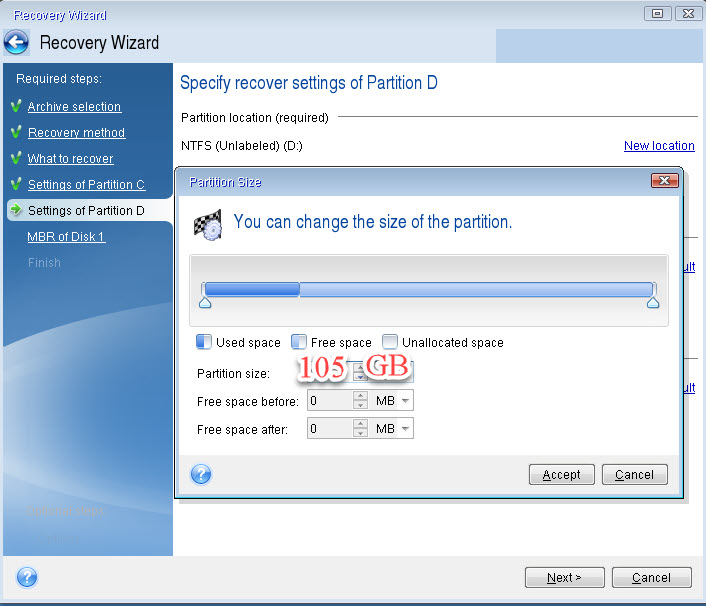 Recovery Wizard
Recovery Wizard
Required steps:
Archive selection
Recovery method
What to recover
Settings of Partition C
Settings of Partition D
MBR of Disk 1
Finish
Specify recover settings of Partition D
Partition location (required)
NTFS (Unlabeled) (D:)
New location
Partition Size
You can change the size of the partition.
Used space
Free space
Unallocated space
Partition size:
105 GB
Free space before:
0 MB
Free space after:
0 MB
Accept
Cancel
Next >
Cancel